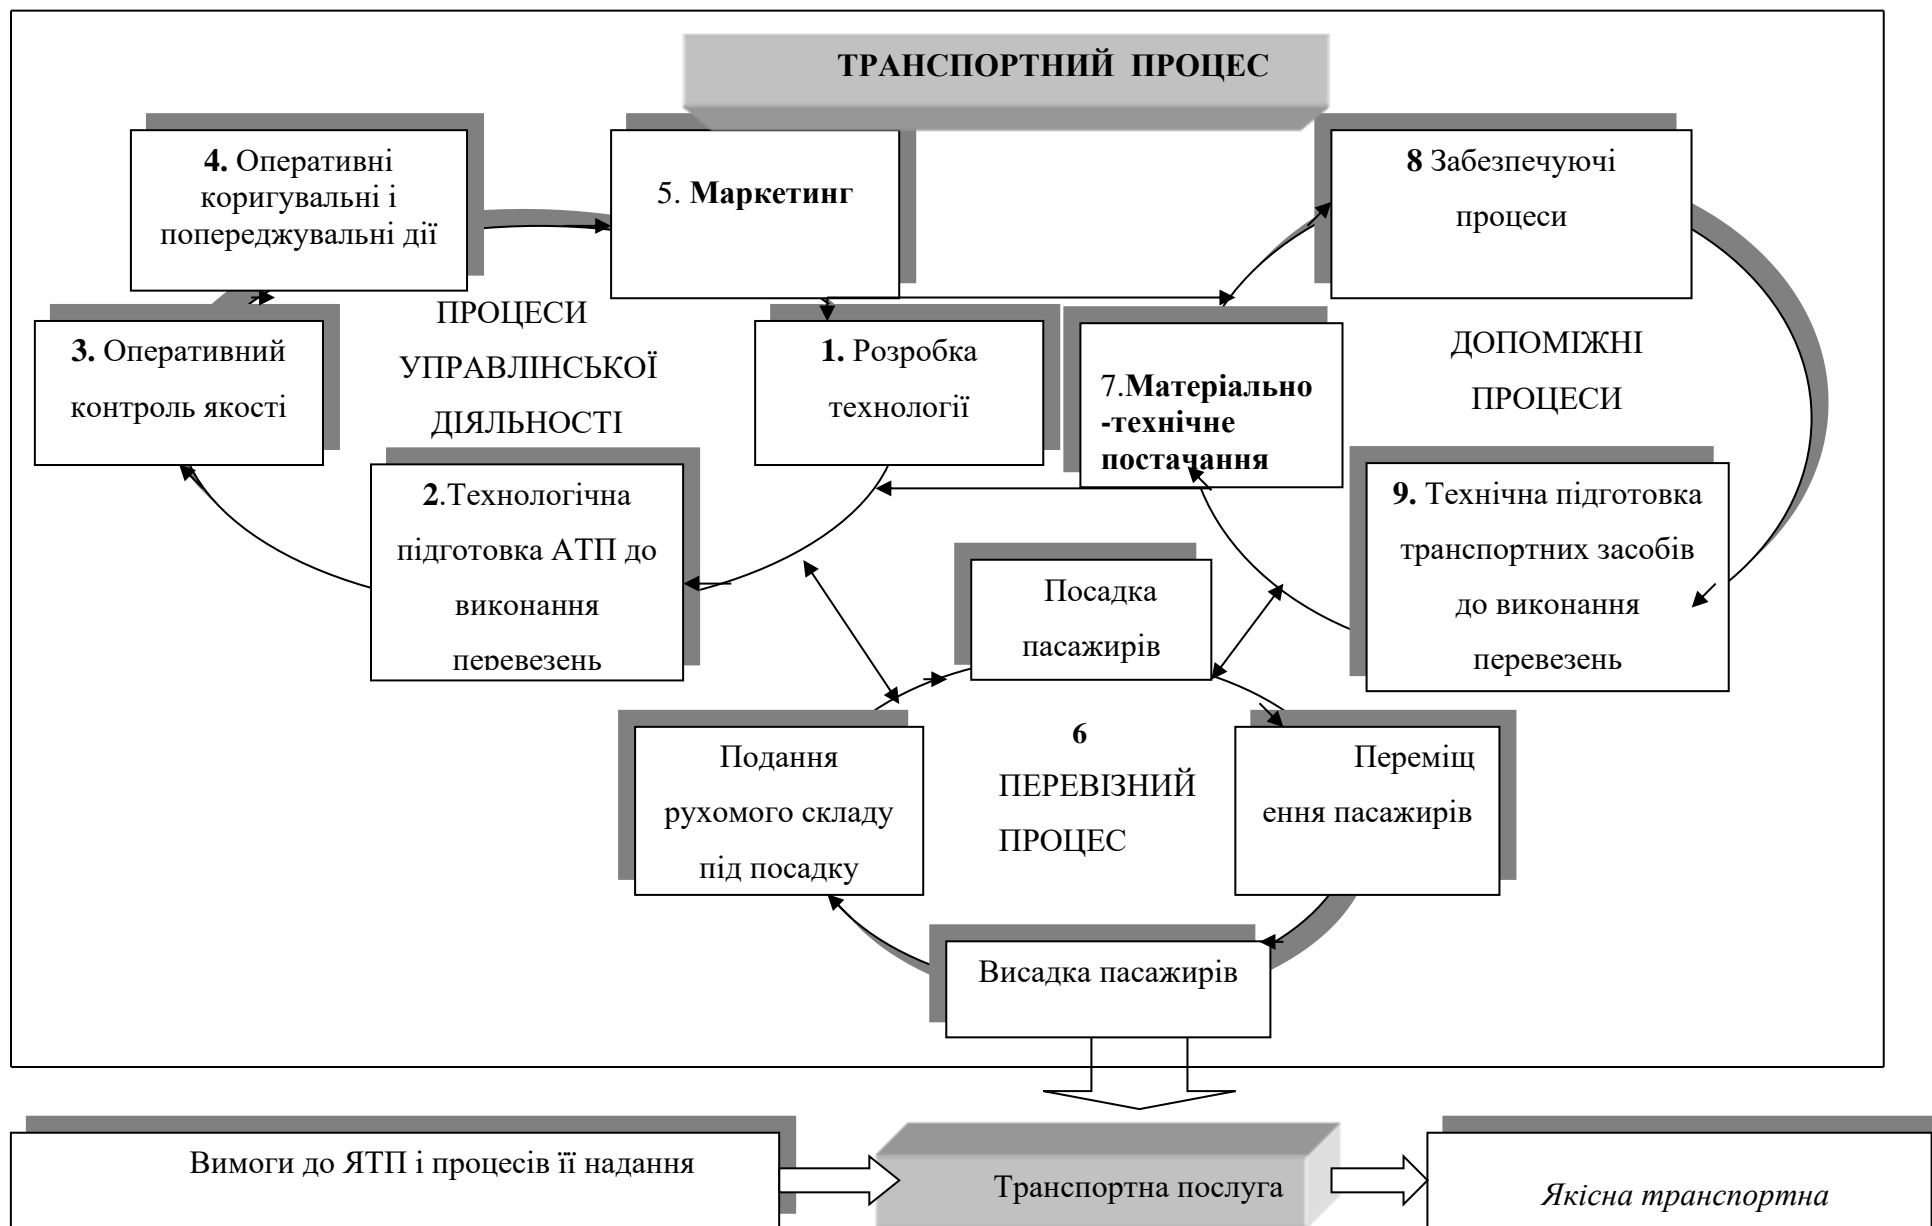 ТРАНСПОРТНИЙ ПРОЦЕС
4. Оперативні
коригувальні і
попереджувальні дії
5. Маркетинг
8 Забезпечуючі
процеси
ПРОЦЕСИ
УПРАВЛІНСЬКОЇ
ДІЯЛЬНОСТІ
3. Оперативний
контроль якості
1. Розробка
технології
7.Матеріально
-технічне
постачання
ДОПОМІЖНІ
ПРОЦЕСИ
2.Технологічна
підготовка АТП до
виконання
перевезень
9. Технічна підготовка
транспортних засобів
до виконання
перевезень
Посадка
пасажирів
6
ПЕРЕВІЗНИЙ
ПРОЦЕС
Подання
рухомого складу
під посадку
Переміщ
ення пасажирів
Висадка пасажирів
Вимоги до ЯТП і процесів її надання
Транспортна послуга
Якісна транспортна